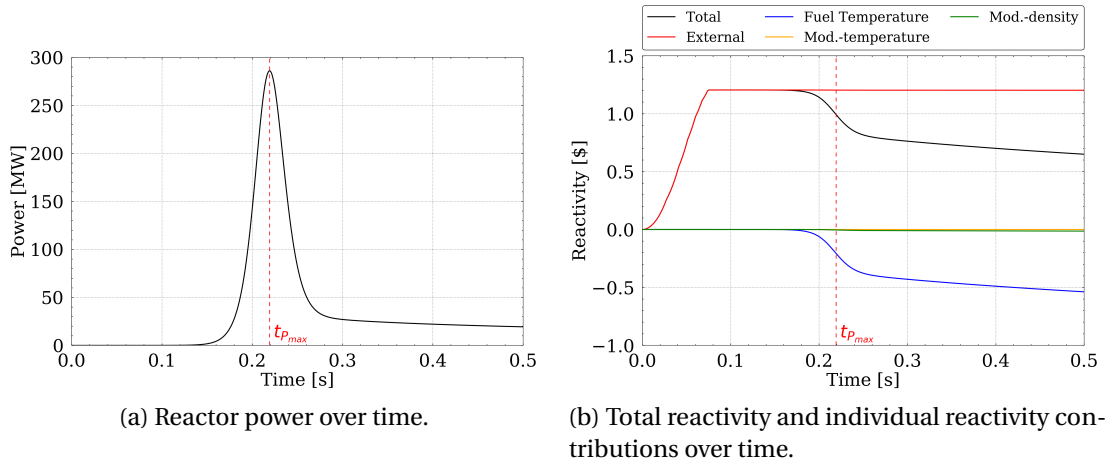 Total
Fuel Temperature
Mod.-density
External
Mod.-temperature
300
250
200
150
100
50
0
Power [MW]
t_{P_{max}}
0.0 0.1 0.2 0.3 0.4 0.5
Time [s]
1.5
1.0
0.5
0.0
−0.5
−1.0
Reactivity [$]
t_{P_{max}}
0.0 0.1 0.2 0.3 0.4 0.5
Time [s]
(a) Reactor power over time.
(b) Total reactivity and individual reactivity con-
tributions over time.